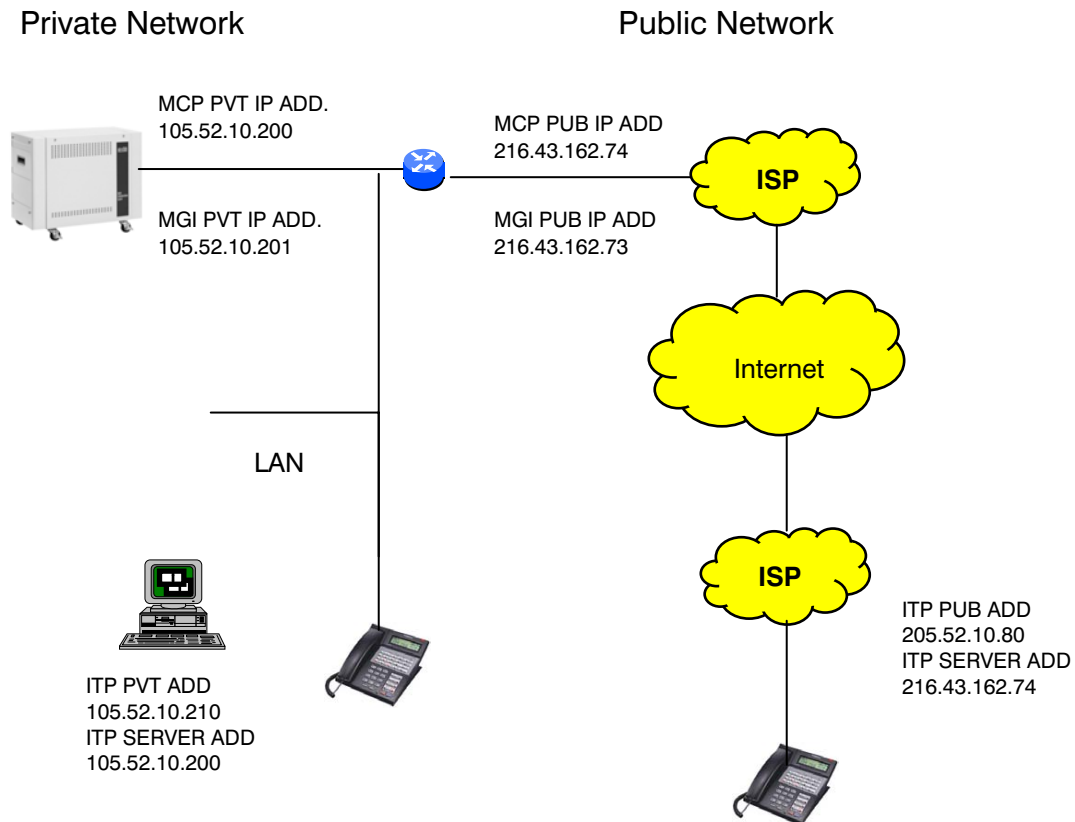 Private Network
Public Network
MCP PVT IP ADD.
105.52.10.200
MCP PUB IP ADD
216.43.162.74
ISP
MGI PVT IP ADD.
105.52.10.201
MGI PUB IP ADD
216.43.162.73
Internet
LAN
ISP
ITP PUB ADD
205.52.10.80
ITP SERVER ADD
216.43.162.74
ITP PVT ADD
105.52.10.210
ITP SERVER ADD
105.52.10.200